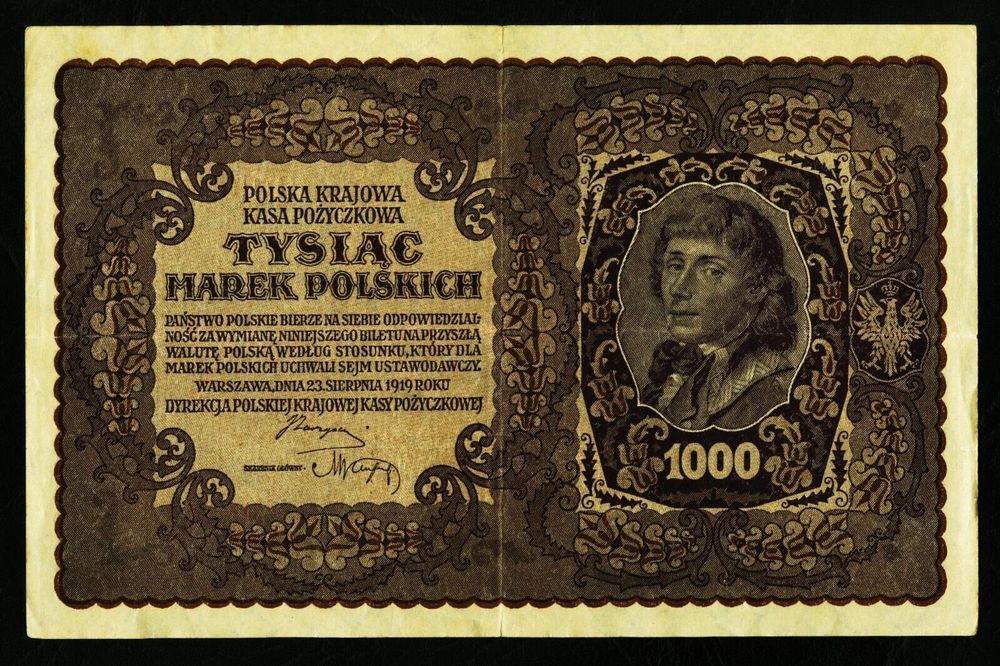 POLSKA KRAJOWA
KASA POŻYCZKOWA
TYSIĄC
MAREK POLSKICH
PAŃSTWO POLSKIE BIERZE NA SIEBIE ODPOWIEDZIAL
NOŚĆ ZA WYMIANĘ NINIEJSZEGO BILETU NA PRZYSZŁĄ
WALUTĘ POLSKĄ WEDŁUG STOSUNKU, KTÓRY DLA
MAREK POLSKICH UCHWALI SEJM USTAWODAWCZY.
WARSZAWA, DNIA 23. SIERPNIA 1919 ROKU
DYREKCJA POLSKIEJ KRAJOWEJ KASY POŻYCZKOWEJ
SKARBNIK GŁÓWNY
1000